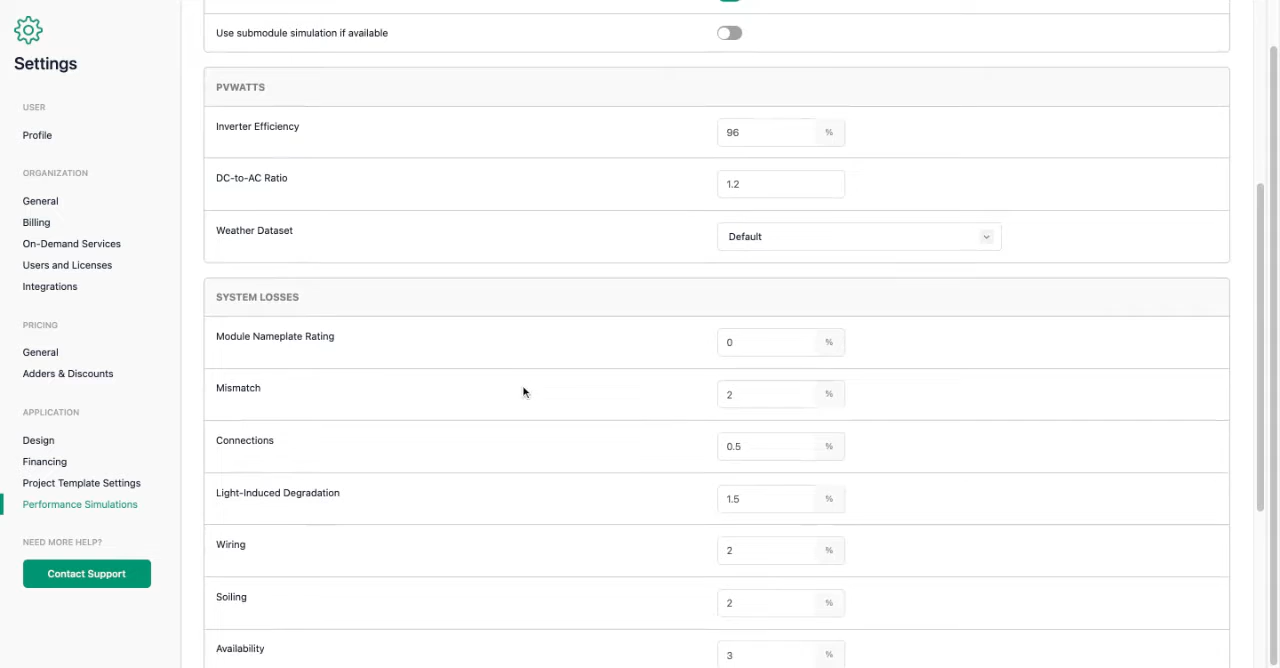 Settings
USER
Profile
ORGANIZATION
General
Billing
On-Demand Services
Users and Licenses
Integrations
PRICING
General
Adders & Discounts
APPLICATION
Design
Financing
Project Template Settings
Performance Simulations
NEED MORE HELP?
Contact Support
Use submodule simulation if available
PVWATTS
Inverter Efficiency 96 %
DC-to-AC Ratio 1.2
Weather Dataset Default
SYSTEM LOSSES
Module Nameplate Rating 0 %
Mismatch 2 %
Connections 0.5 %
Light-Induced Degradation 1.5 %
Wiring 2 %
Soiling 2 %
Availability 3 %